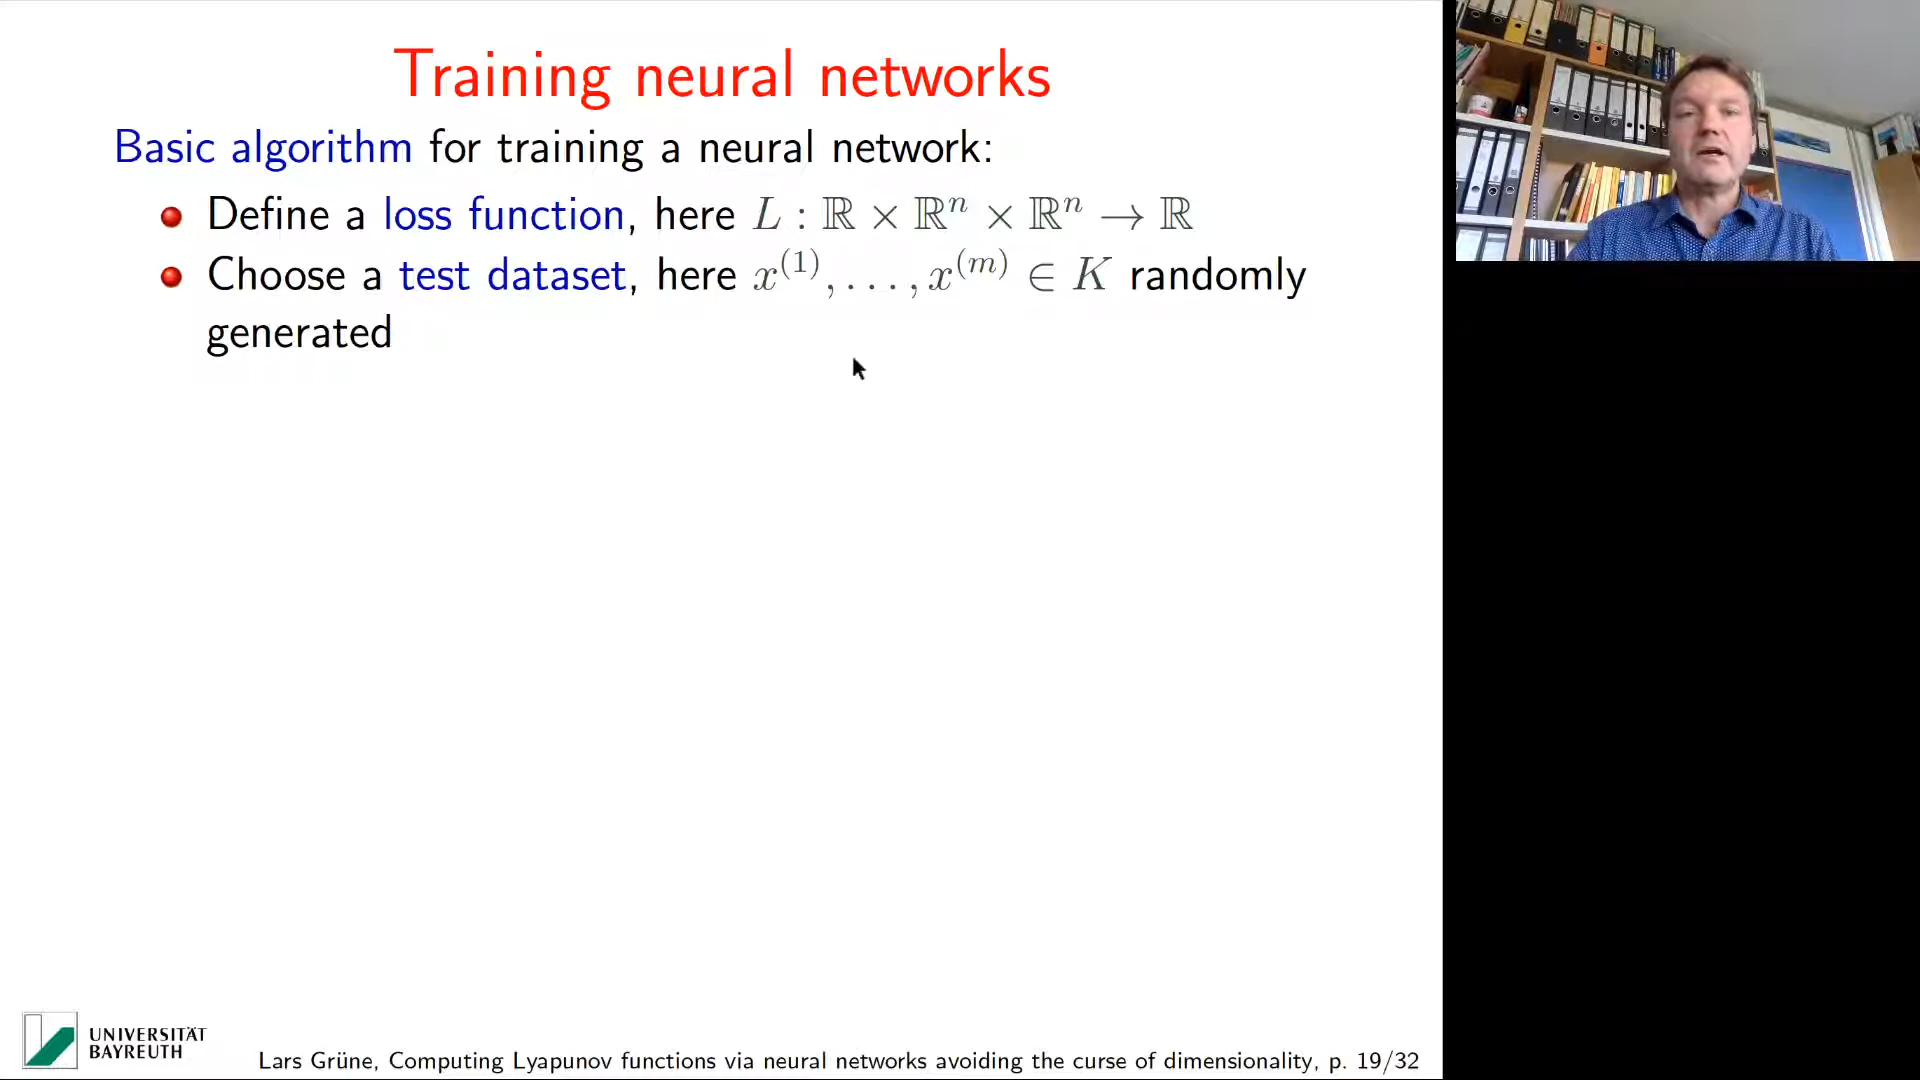 Training neural networks
Basic algorithm for training a neural network:
Define a loss function, here L : ℝ × ℝⁿ × ℝⁿ → ℝ
Choose a test dataset, here x⁽¹⁾, . . . , x⁽ᵐ⁾ ∈ K randomly
generated
UNIVERSITÄT
BAYREUTH
Lars Grüne, Computing Lyapunov functions via neural networks avoiding the curse of dimensionality, p. 19/32